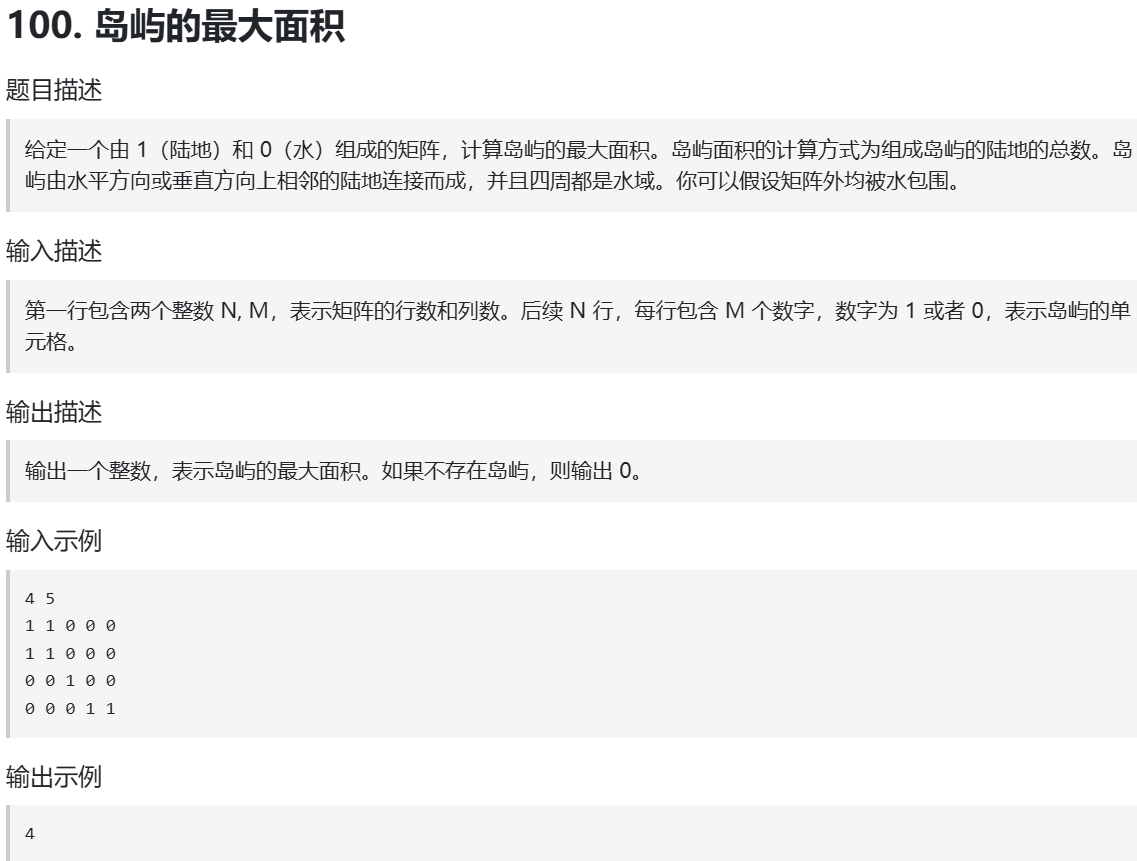 100. 岛屿的最大面积
题目描述
给定一个由 1（陆地）和 0（水）组成的矩阵，计算岛屿的最大面积。岛屿面积的计算方式为组成岛屿的陆地的总数。岛
屿由水平方向或垂直方向上相邻的陆地连接而成，并且四周都是水域。你可以假设矩阵外均被水包围。
输入描述
第一行包含两个整数 N, M，表示矩阵的行数和列数。后续 N 行，每行包含 M 个数字，数字为 1 或者 0，表示岛屿的单
元格。
输出描述
输出一个整数，表示岛屿的最大面积。如果不存在岛屿，则输出 0。
输入示例
4 5
1 1 0 0 0
1 1 0 0 0
0 0 1 0 0
0 0 0 1 1
输出示例
4